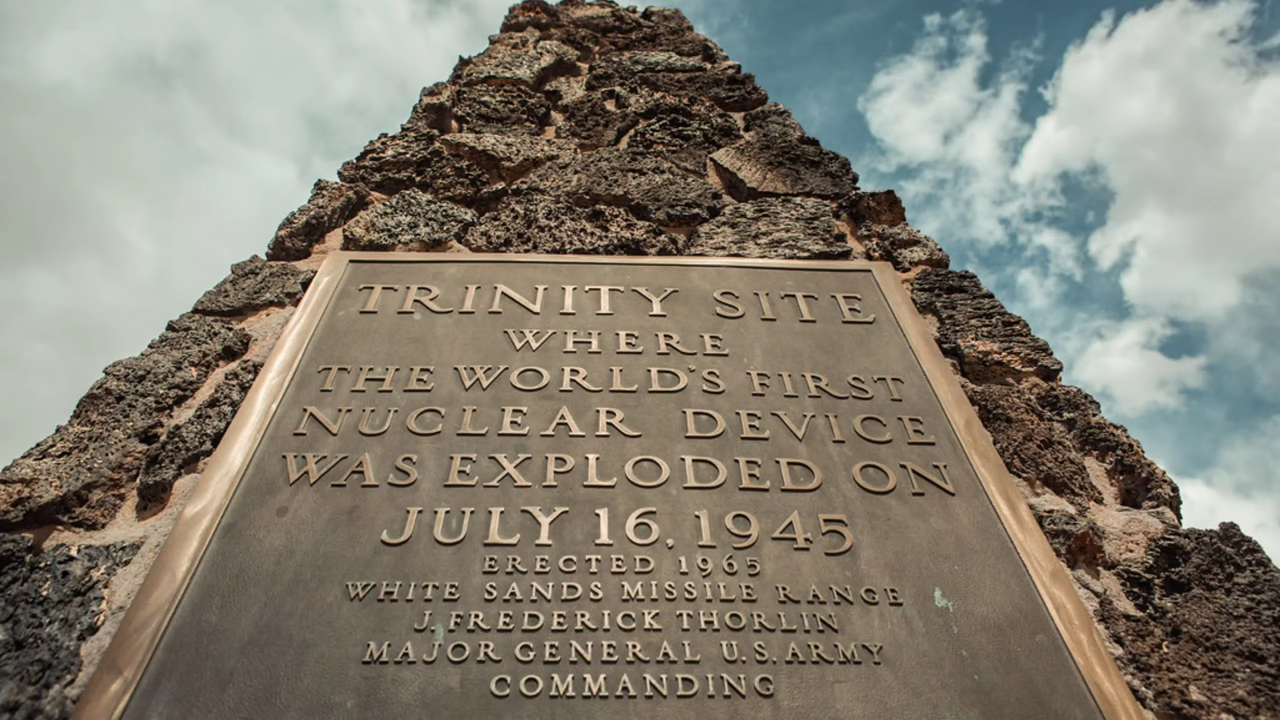 TRINITY SITE
WHERE
THE WORLD'S FIRST
NUCLEAR DEVICE
WAS EXPLODED ON
JULY 16, 1945
ERECTED 1965
WHITE SANDS MISSILE RANGE
J. FREDERICK THORLIN
MAJOR GENERAL U.S. ARMY
COMMANDING